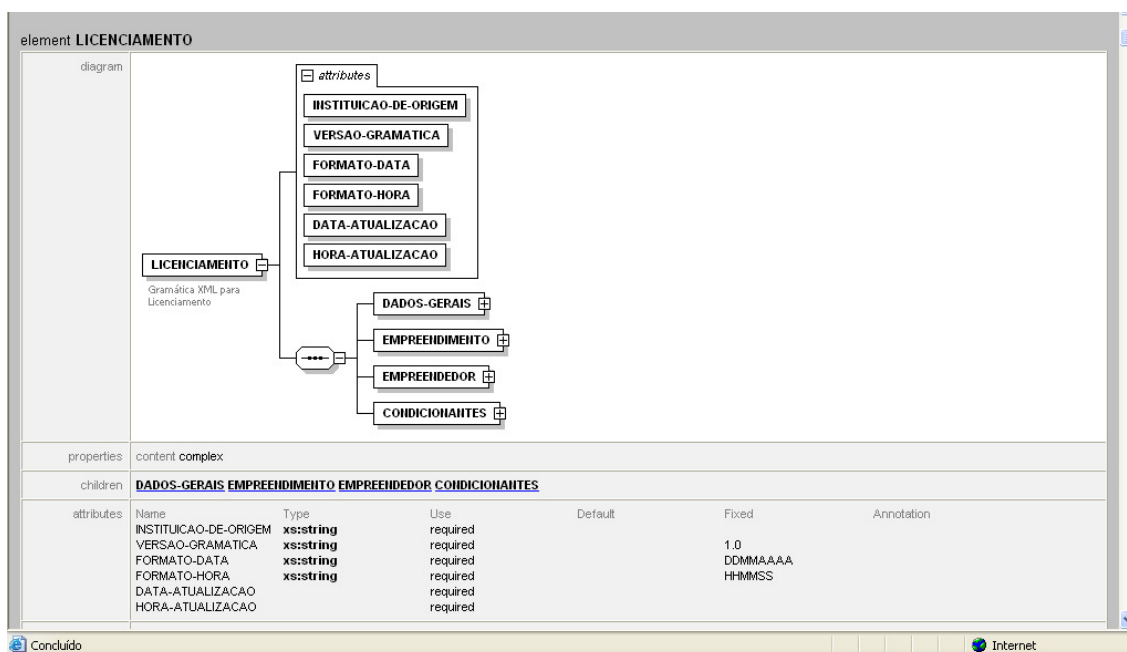 element LICENCIAMENTO
diagram
attributes
INSTITUICAO-DE-ORIGEM
VERSAO-GRAMATICA
FORMATO-DATA
FORMATO-HORA
DATA-ATUALIZACAO
HORA-ATUALIZACAO
LICENCIAMENTO
Gramática XML para
Licenciamento
DADOS-GERAIS
EMPREENDIMENTO
EMPREENDEDOR
CONDICIONANTES
properties content complex
children DADOS-GERAIS EMPREENDIMENTO EMPREENDEDOR CONDICIONANTES
attributes Name Type Use Default Fixed Annotation
INSTITUICAO-DE-ORIGEM xs:string required
VERSAO-GRAMATICA xs:string required 1.0
FORMATO-DATA xs:string required DDMMAAAA
FORMATO-HORA xs:string required HHMMSS
DATA-ATUALIZACAO required
HORA-ATUALIZACAO required
Concluído Internet